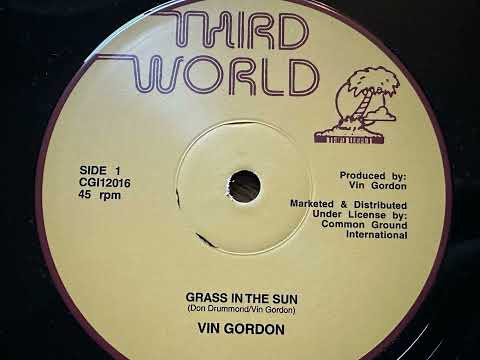 THIRD
WORLD
SIDE 1
CGI12016
45 rpm
Produced by:
Vin Gordon
Marketed & Distributed
Under License by:
Common Ground
International
GRASS IN THE SUN
(Don Drummond/Vin Gordon)
VIN GORDON